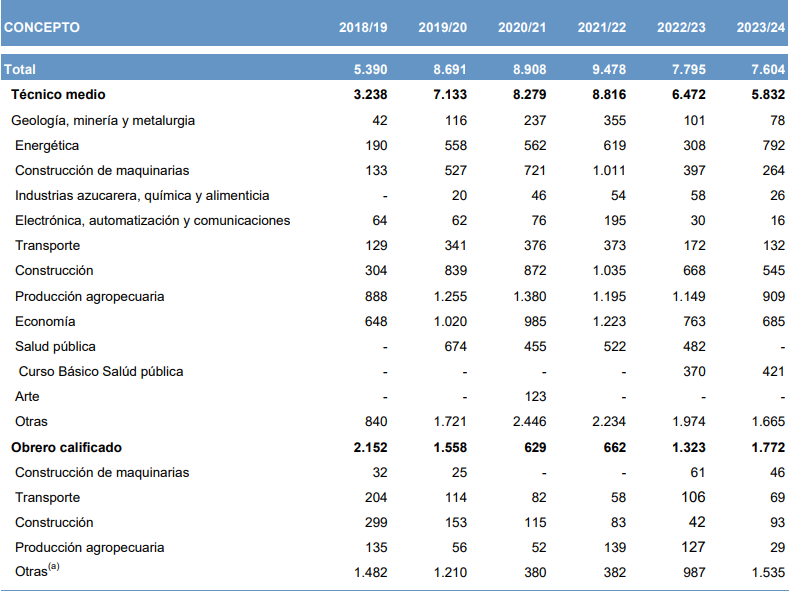 CONCEPTO 2018/19 2019/20 2020/21 2021/22 2022/23 2023/24
Total 5.390 8.691 8.908 9.478 7.795 7.604
Técnico medio 3.238 7.133 8.279 8.816 6.472 5.832
Geología, minería y metalurgia 42 116 237 355 101 78
Energética 190 558 562 619 308 792
Construcción de maquinarias 133 527 721 1.011 397 264
Industrias azucarera, química y alimenticia - 20 46 54 58 26
Electrónica, automatización y comunicaciones 64 62 76 195 30 16
Transporte 129 341 376 373 172 132
Construcción 304 839 872 1.035 668 545
Producción agropecuaria 888 1.255 1.380 1.195 1.149 909
Economía 648 1.020 985 1.223 763 685
Salud pública - 674 455 522 482 -
Curso Básico Salúd pública - - - - 370 421
Arte - - 123 - - -
Otras 840 1.721 2.446 2.234 1.974 1.665
Obrero calificado 2.152 1.558 629 662 1.323 1.772
Construcción de maquinarias 32 25 - - 61 46
Transporte 204 114 82 58 106 69
Construcción 299 153 115 83 42 93
Producción agropecuaria 135 56 52 139 127 29
Otras(a) 1.482 1.210 380 382 987 1.535